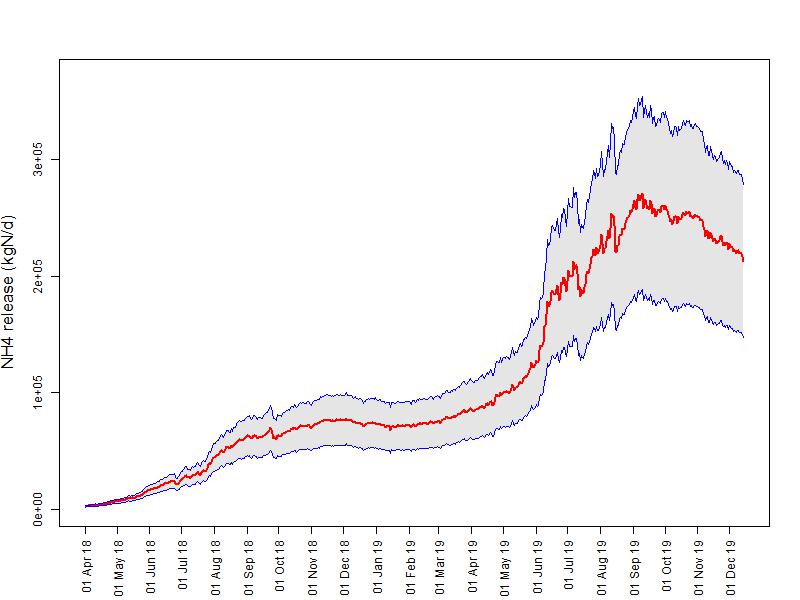 NH4 release (kgN/d)
3e+05
2e+05
1e+05
0e+00
01 Apr 18
01 May 18
01 Jun 18
01 Jul 18
01 Aug 18
01 Sep 18
01 Oct 18
01 Nov 18
01 Dec 18
01 Jan 19
01 Feb 19
01 Mar 19
01 Apr 19
01 May 19
01 Jun 19
01 Jul 19
01 Aug 19
01 Sep 19
01 Oct 19
01 Nov 19
01 Dec 19